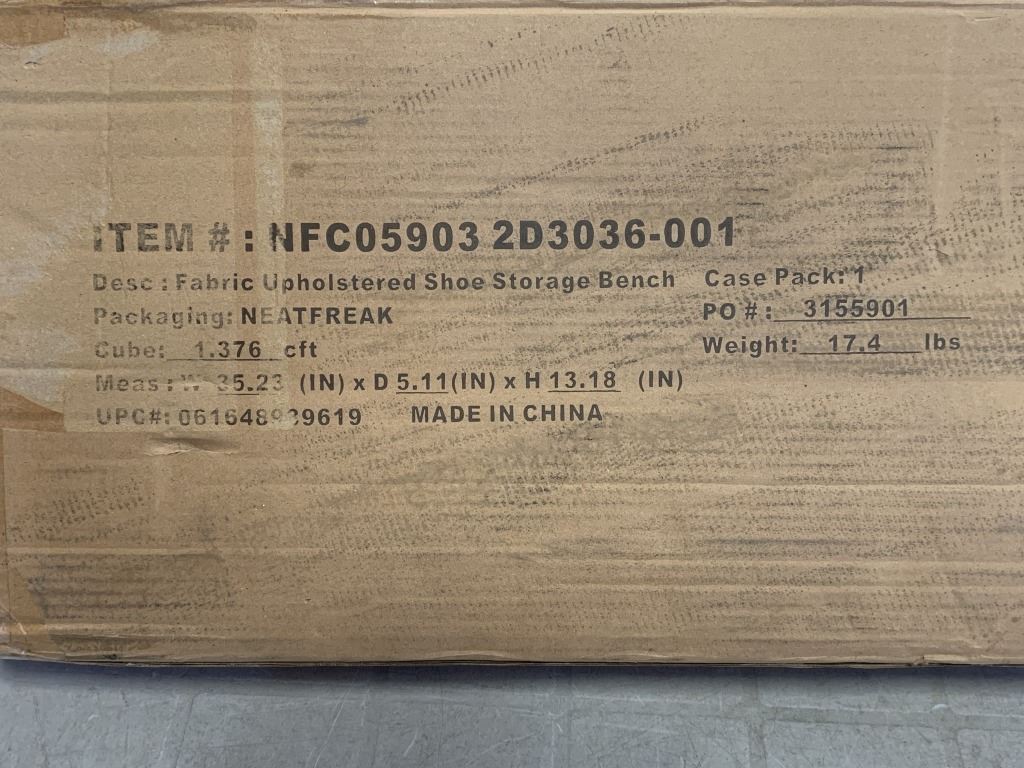 ITEM # : NFC05903 2D3036-001
Desc : Fabric Upholstered Shoe Storage Bench Case Pack: 1
Packaging: NEATFREAK PO # : 3155901
Cube: 1.376 cft Weight: 17.4 lbs
Meas : W 35.23 (IN) x D 5.11(IN) x H 13.18 (IN)
UPC#: MADE IN CHINA